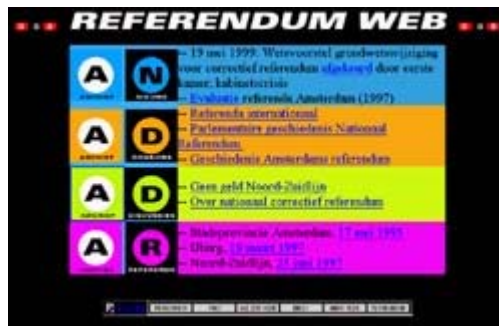 REFERENDUM WEB
A N
– 19 mei 1999: Wetsvoorstel grondwetswijziging
voor correctief referendum afgekeurd door eerste
kamer: kabinetscrisis
– Evaluatie referenda Amsterdam (1997)
A D
– Referenda internationaal
– Parlementaire geschiedenis Nationaal
Referendum
– Geschiedenis Amsterdams referendum
A D
– Geen geld Noord-Zuidlijn
– Over nationaal correctief referendum
A R
– Stadsprovincie Amsterdam, 17 mei 1995
– IJburg, 19 maart 1997
– Noord-Zuidlijn, 25 juni 1997